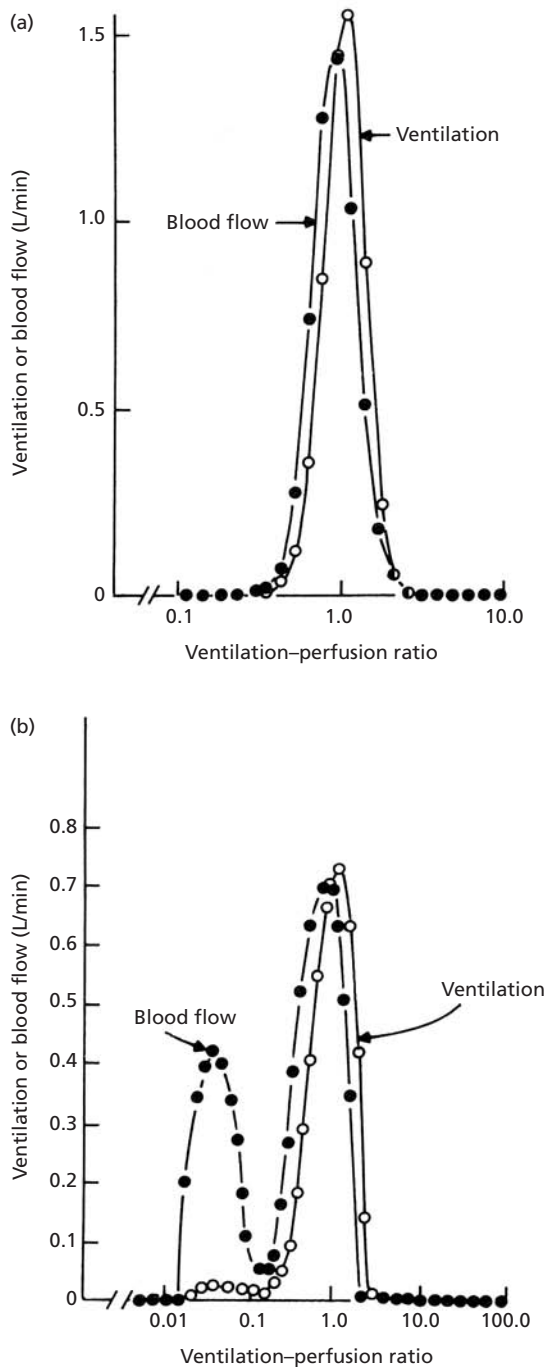 (a)
1.5
Ventilation
1.0
Blood flow
Ventilation or blood flow (L/min)
0.5
0
0.1
1.0
10.0
Ventilation–perfusion ratio
(b)
0.8
0.7
0.6
Ventilation
0.5
Blood flow
Ventilation or blood flow (L/min)
0.4
0.3
0.2
0.1
0
0.01
0.1
1.0
10.0
100.0
Ventilation–perfusion ratio